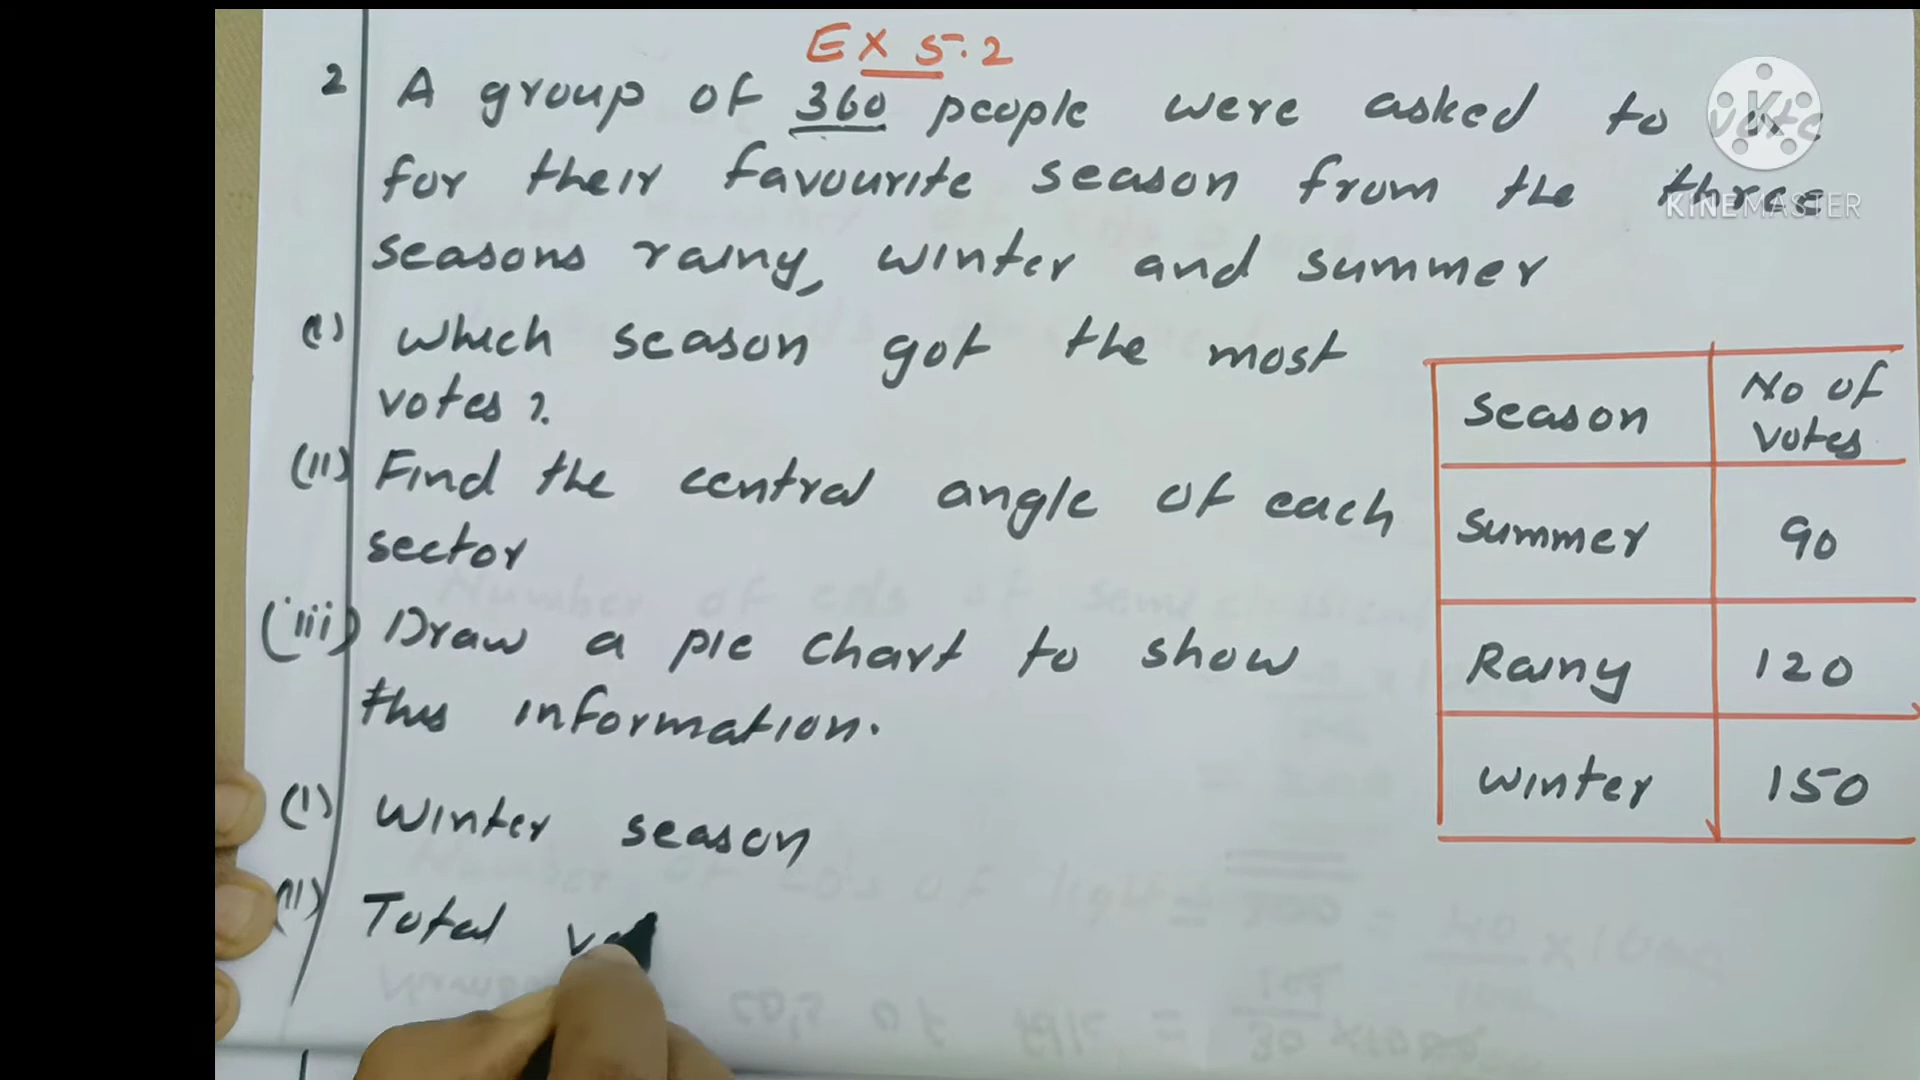 Ex 5.2
2 A group of 360 people were asked to vote
for their favourite season from the three
seasons rainy, winter and summer
(i) which season got the most
votes?
(ii) Find the central angle of each
sector
(iii) Draw a pie chart to show
this information.
Season No of votes
Summer 90
Rainy 120
winter 150
(i) Winter season
(ii) Total
K
KINEMASTER